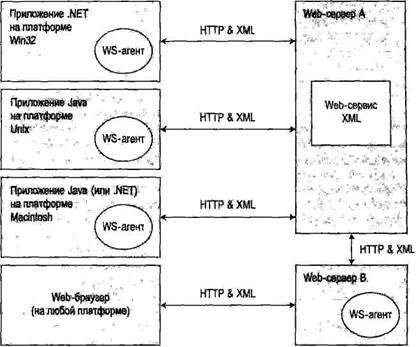 Приложение .NET
на платформе
Win32
WS-агент
HTTP & XML
Web-сервер A
Web-сервис
XML
Приложение Java
на платформе
Unix
WS-агент
HTTP & XML
Приложение Java (или .NET)
на платформе
Macintosh
WS-агент
HTTP & XML
HTTP & XML
Web-браузер
(на любой платформе)
HTTP & XML
Web-сервер B
WS-агент